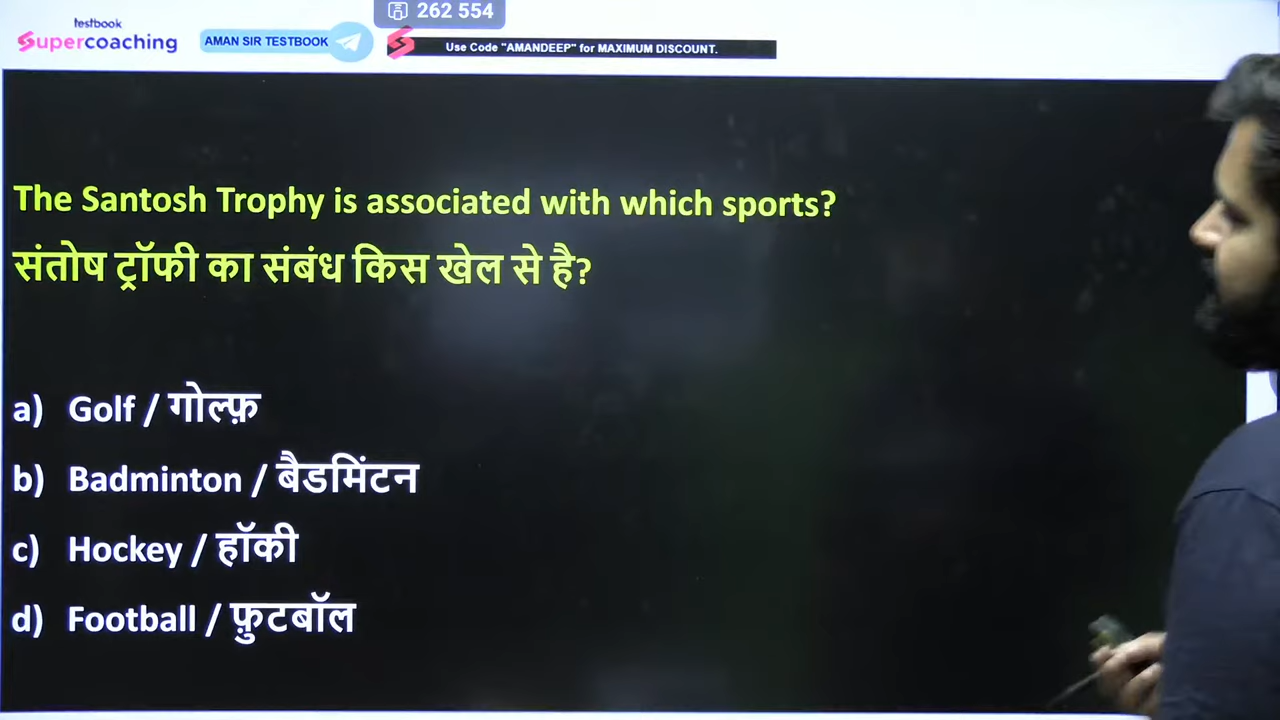 testbook
Supercoaching
AMAN SIR TESTBOOK
262 554
Use Code "AMANDEEP" for MAXIMUM DISCOUNT.
The Santosh Trophy is associated with which sports?
संतोष ट्रॉफी का संबंध किस खेल से है?
a) Golf / गोल्फ़
b) Badminton / बैडमिंटन
c) Hockey / हॉकी
d) Football / फ़ुटबॉल